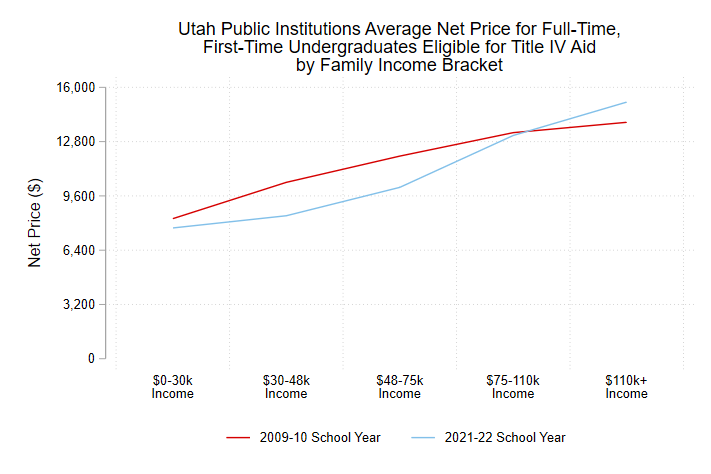 Utah Public Institutions Average Net Price for Full-Time,
First-Time Undergraduates Eligible for Title IV Aid
by Family Income Bracket
Net Price ($)
16,000
12,800
9,600
6,400
3,200
0
$0-30k
Income
$30-48k
Income
$48-75k
Income
$75-110k
Income
$110k+
Income
2009-10 School Year
2021-22 School Year